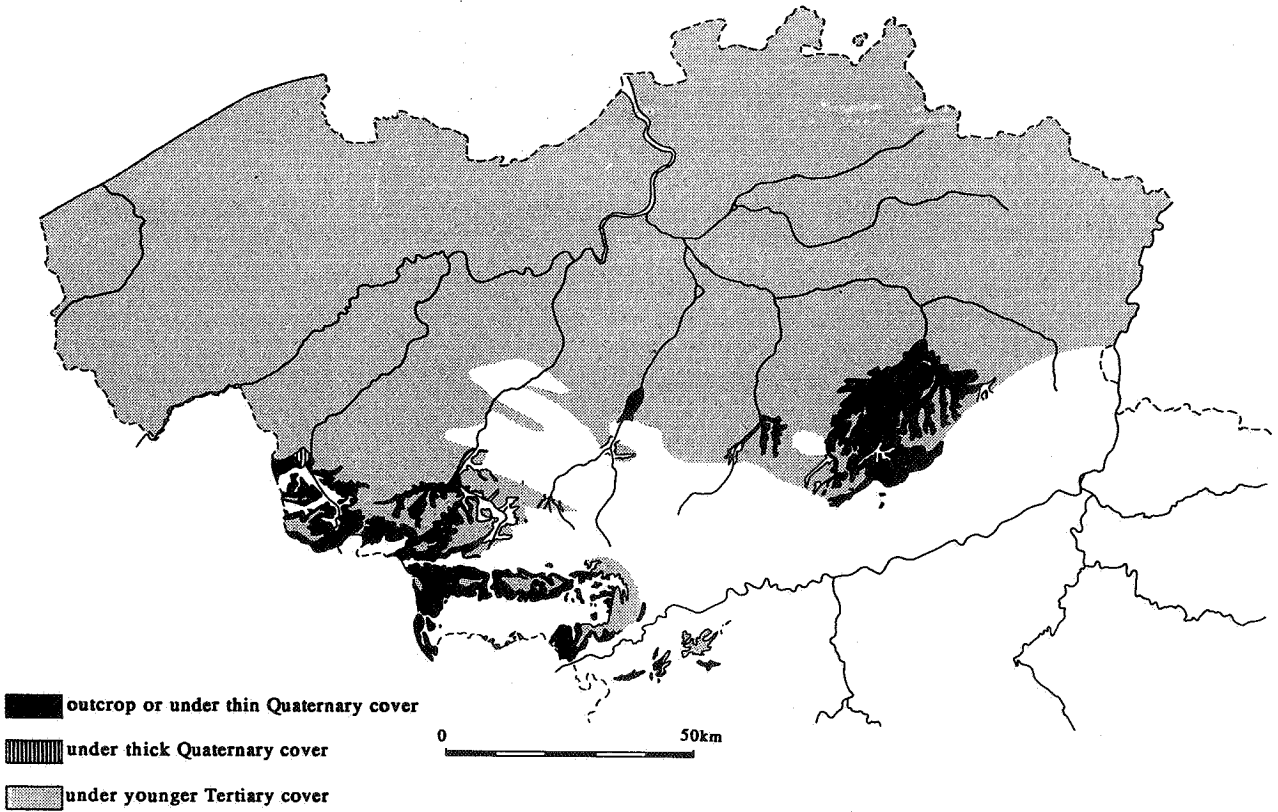 outcrop or under thin Quaternary cover
under thick Quaternary cover
under younger Tertiary cover
0 50km